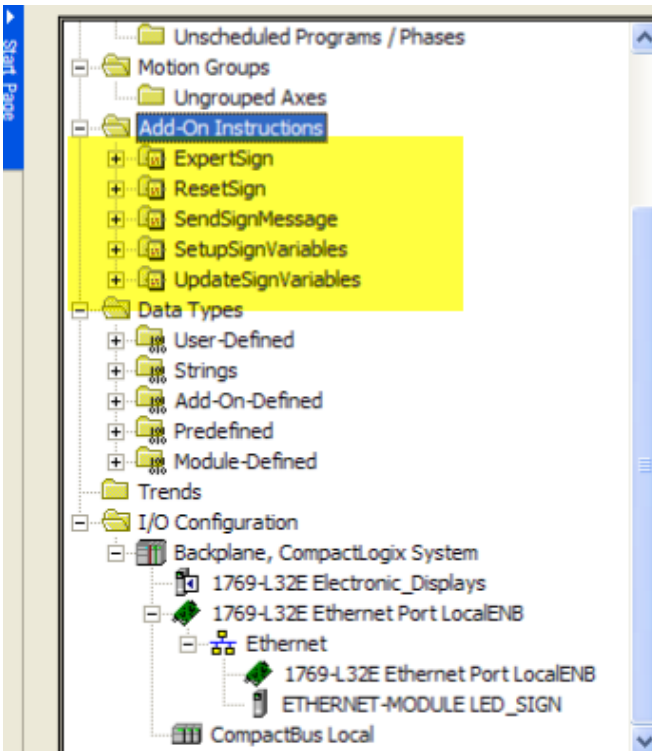 Start Page
Unscheduled Programs / Phases
Motion Groups
Ungrouped Axes
Add-On Instructions
ExpertSign
ResetSign
SendSignMessage
SetupSignVariables
UpdateSignVariables
Data Types
User-Defined
Strings
Add-On-Defined
Predefined
Module-Defined
Trends
I/O Configuration
Backplane, CompactLogix System
1769-L32E Electronic_Displays
1769-L32E Ethernet Port LocalENB
Ethernet
1769-L32E Ethernet Port LocalENB
ETHERNET-MODULE LED_SIGN
CompactBus Local